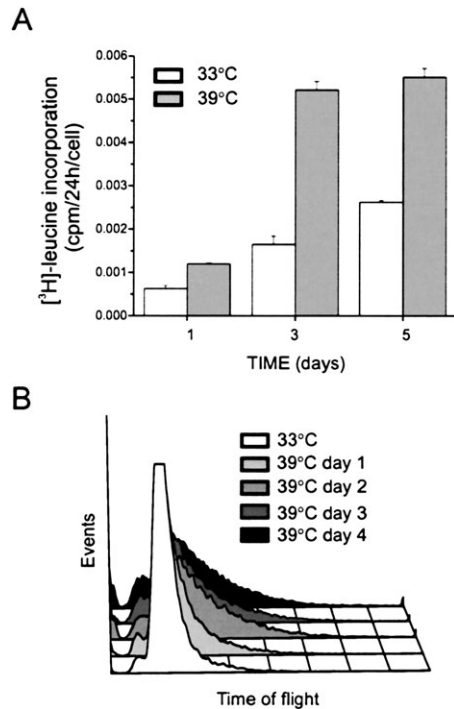 A
[³H]-leucine incorporation
(cpm/24h/cell)
0.006
0.005
0.003
0.002
0.001
0.000
33°C
39°C
1 3 5
TIME (days)
B
Events
33°C
39°C day 1
39°C day 2
39°C day 3
39°C day 4
Time of flight